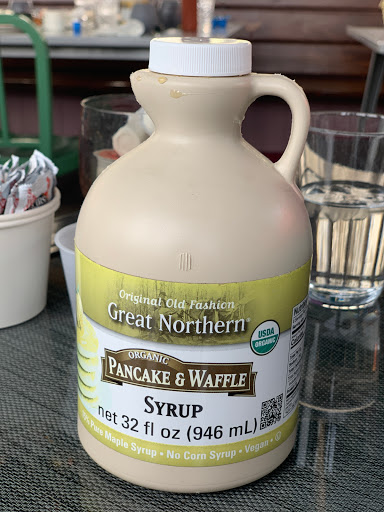 Original Old Fashion
Great Northern
USDA
ORGANIC
ORGANIC
PANCAKE & WAFFLE
SYRUP
net 32 fl oz (946 mL)
Pure Maple Syrup • No Corn Syrup • Vegan •